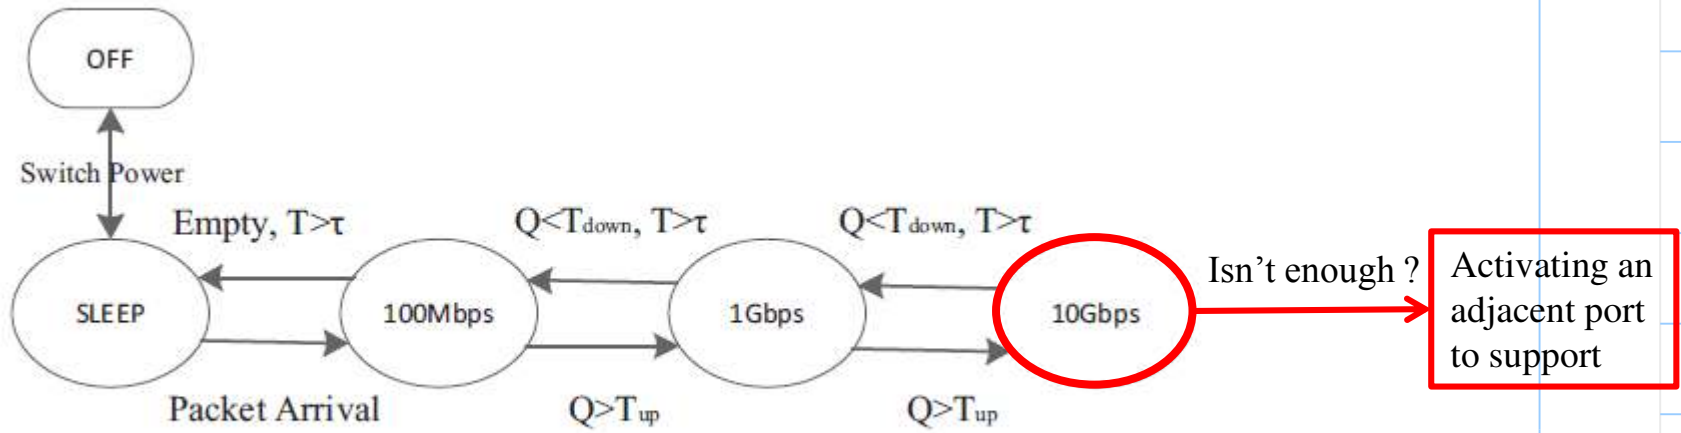 OFF
Switch Power
Empty, T>τ
Q<Tdown, T>τ
Q<Tdown, T>τ
Isn't enough ?
Activating an
adjacent port
to support
SLEEP
100Mbps
1Gbps
10Gbps
Packet Arrival
Q>Tup
Q>Tup